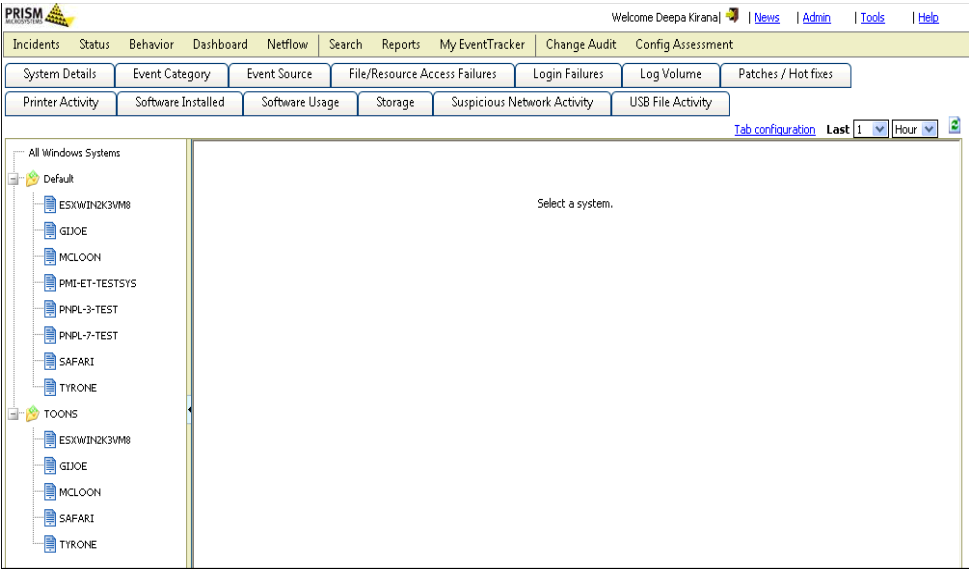 PRISM
MICROSYSTEMS
Welcome Deepa Kirana| | News | Admin | Tools | Help
Incidents Status Behavior Dashboard Netflow Search Reports My EventTracker Change Audit Config Assessment
System Details Event Category Event Source File/Resource Access Failures Login Failures Log Volume Patches / Hot fixes
Printer Activity Software Installed Software Usage Storage Suspicious Network Activity USB File Activity
Tab configuration Last 1 Hour
All Windows Systems
Default
ESXWIN2K3VM8
GIJOE
MCLOON
PMI-ET-TESTSYS
PNPL-3-TEST
PNPL-7-TEST
SAFARI
TYRONE
TOONS
ESXWIN2K3VM8
GIJOE
MCLOON
SAFARI
TYRONE
Select a system.